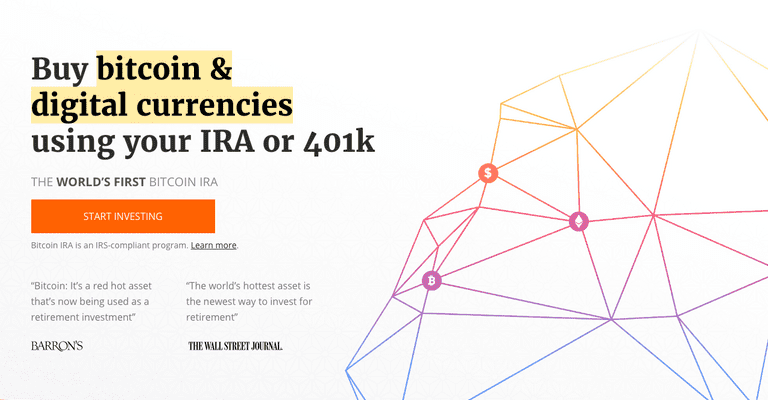 Buy bitcoin &
digital currencies
using your IRA or 401k
THE WORLD'S FIRST BITCOIN IRA
START INVESTING
Bitcoin IRA is an IRS-compliant program. Learn more.
“Bitcoin: It's a red hot asset
that's now being used as a
retirement investment”
BARRON'S
“The world's hottest asset is
the newest way to invest for
retirement”
THE WALL STREET JOURNAL.
$
B